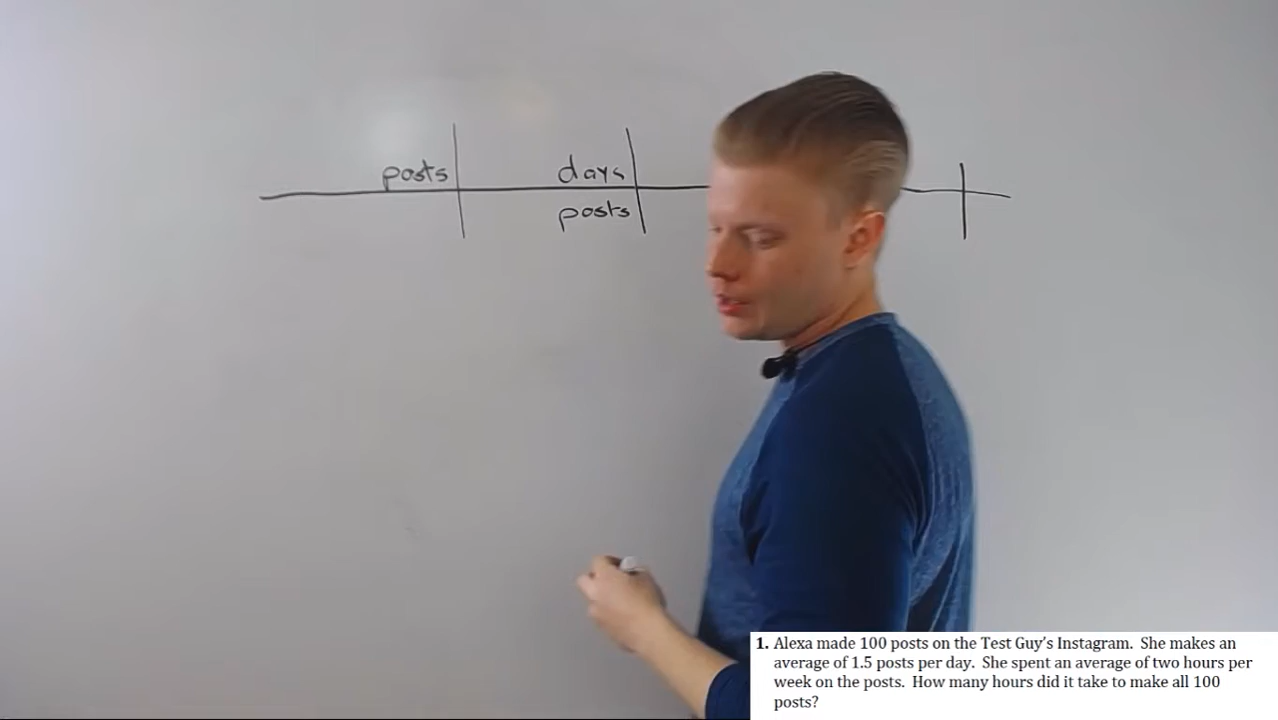 posts
days
posts
1. Alexa made 100 posts on the Test Guy's Instagram. She makes an
average of 1.5 posts per day. She spent an average of two hours per
week on the posts. How many hours did it take to make all 100
posts?